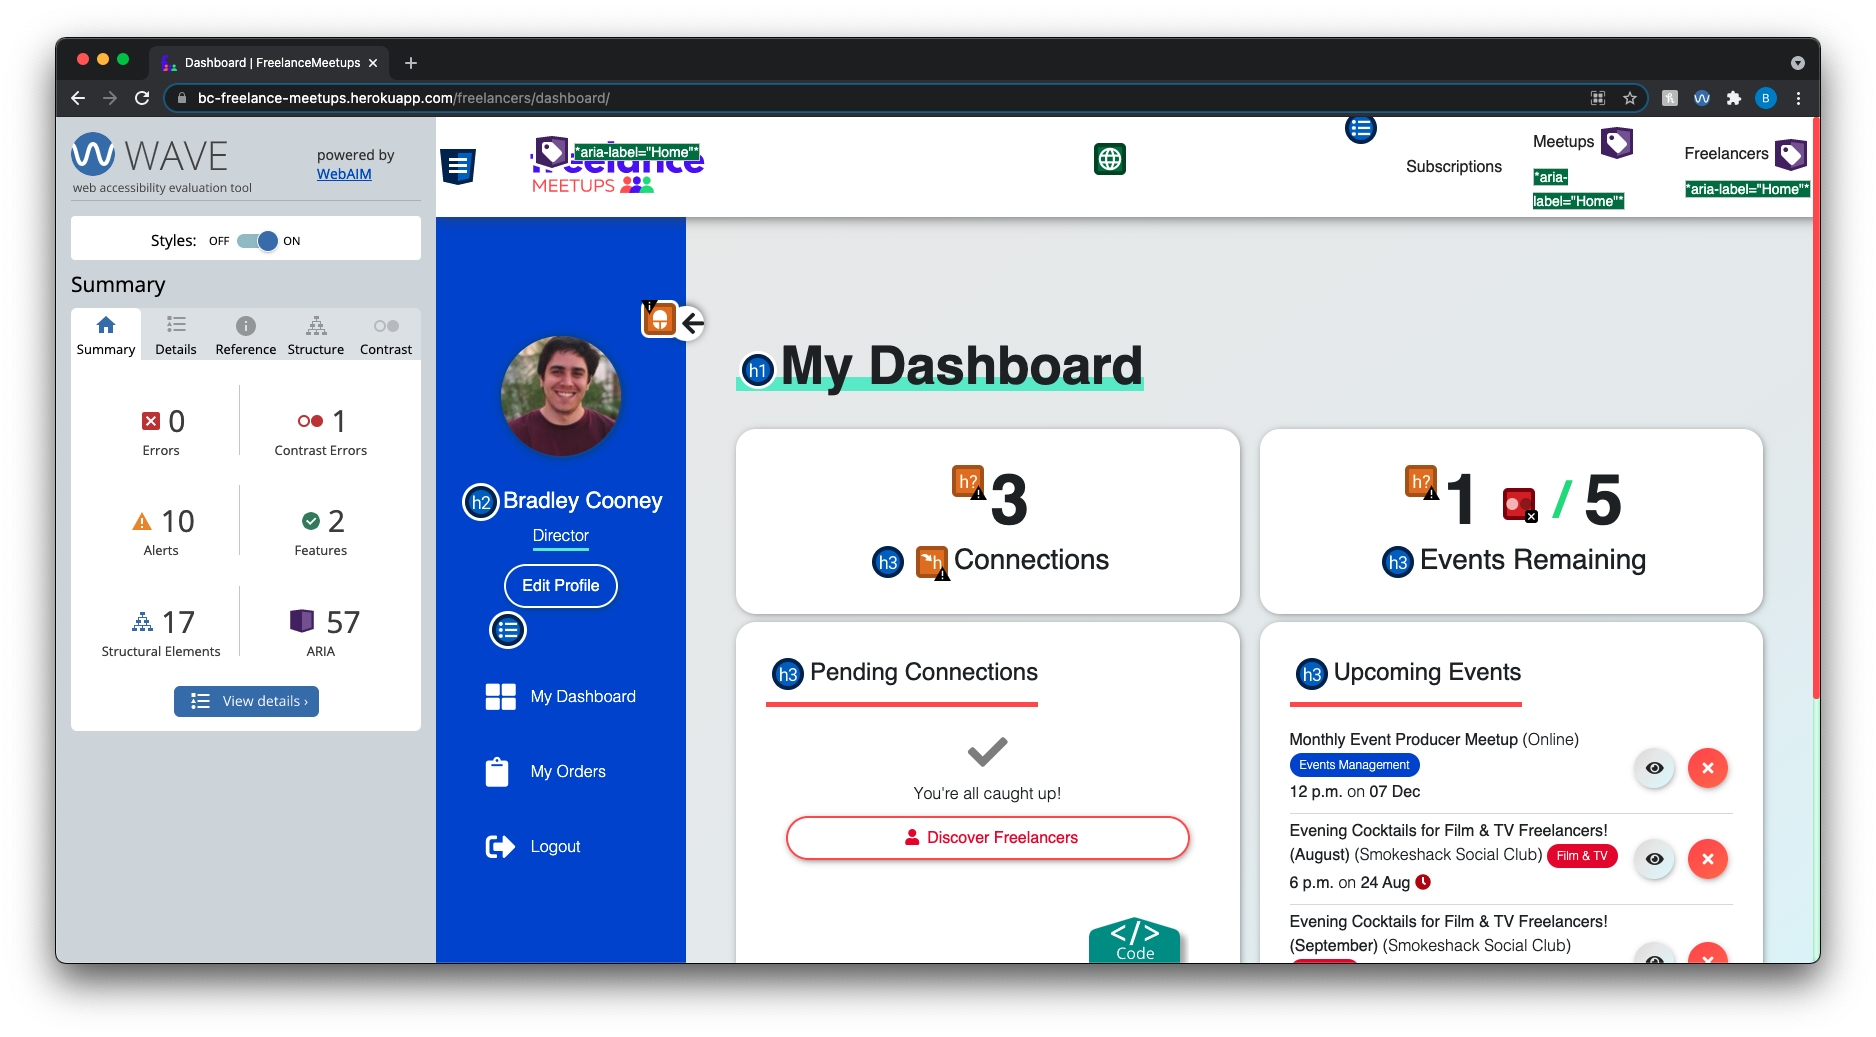 Dashboard | FreelanceMeetups
bc-freelance-meetups.herokuapp.com/freelancers/dashboard/
B
WAVE
web accessibility evaluation tool
powered by
WebAIM
Styles: OFF ON
Summary
Summary Details Reference Structure Contrast
0
Errors
1
Contrast Errors
10
Alerts
2
Features
17
Structural Elements
57
ARIA
View details ›
*aria-label="Home"*
freelance
MEETUPS
Subscriptions
Meetups
*aria-
label="Home"*
Freelancers
*aria-label="Home"*
h2 Bradley Cooney
Director
Edit Profile
My Dashboard
My Orders
Logout
h1 My Dashboard
h? 3
h3 h Connections
h? 1 / 5
h3 Events Remaining
h3 Pending Connections
You're all caught up!
Discover Freelancers
</>
Code
h3 Upcoming Events
Monthly Event Producer Meetup (Online)
Events Management
12 p.m. on 07 Dec
Evening Cocktails for Film & TV Freelancers!
(August) (Smokeshack Social Club) Film & TV
6 p.m. on 24 Aug
Evening Cocktails for Film & TV Freelancers!
(September) (Smokeshack Social Club)